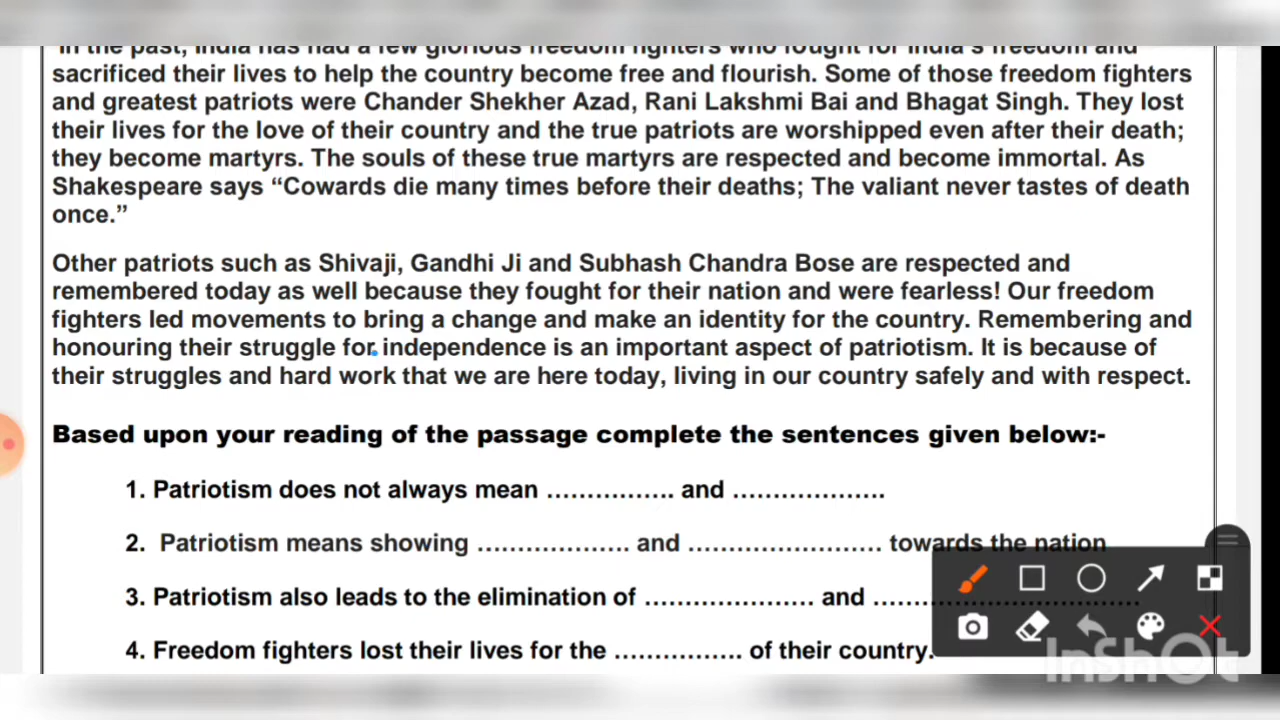 In the past, India has had a few glorious freedom fighters who fought for India's freedom and
sacrificed their lives to help the country become free and flourish. Some of those freedom fighters
and greatest patriots were Chander Shekher Azad, Rani Lakshmi Bai and Bhagat Singh. They lost
their lives for the love of their country and the true patriots are worshipped even after their death;
they become martyrs. The souls of these true martyrs are respected and become immortal. As
Shakespeare says “Cowards die many times before their deaths; The valiant never tastes of death
once.”
Other patriots such as Shivaji, Gandhi Ji and Subhash Chandra Bose are respected and
remembered today as well because they fought for their nation and were fearless! Our freedom
fighters led movements to bring a change and make an identity for the country. Remembering and
honouring their struggle for independence is an important aspect of patriotism. It is because of
their struggles and hard work that we are here today, living in our country safely and with respect.
Based upon your reading of the passage complete the sentences given below:-
1. Patriotism does not always mean ................ and ...................
2. Patriotism means showing ................... and ........................ towards the nation
3. Patriotism also leads to the elimination of ..................... and .................................
4. Freedom fighters lost their lives for the ................ of their country.
InShOt